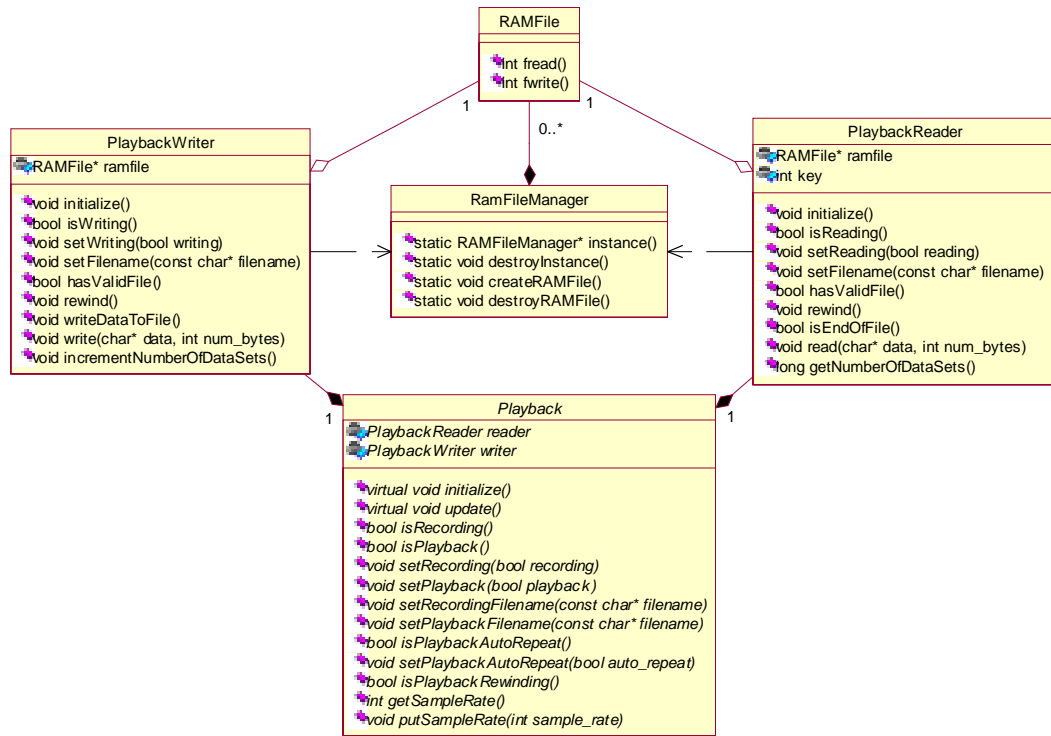 RAMFile
Int fread()
Int fwrite()
1
1
0..*
PlaybackWriter
RAMFile* ramfile
void initialize()
bool isWriting()
void setWriting(bool writing)
void setFilename(const char* filename)
bool hasValidFile()
void rewind()
void writeDataToFile()
void write(char* data, int num_bytes)
void incrementNumberOfDataSets()
RamFileManager
static RAMFileManager* instance()
static void destroyInstance()
static void createRAMFile()
static void destroyRAMFile()
PlaybackReader
RAMFile* ramfile
int key
void initialize()
bool isReading()
void setReading(bool reading)
void setFilename(const char* filename)
bool hasValidFile()
void rewind()
bool isEndOfFile()
void read(char* data, int num_bytes)
long getNumberOfDataSets()
1
1
Playback
PlaybackReader reader
PlaybackWriter writer
virtual void initialize()
virtual void update()
bool isRecording()
bool isPlayback()
void setRecording(bool recording)
void setPlayback(bool playback)
void setRecordingFilename(const char* filename)
void setPlaybackFilename(const char* filename)
bool isPlaybackAutoRepeat()
void setPlaybackAutoRepeat(bool auto_repeat)
bool isPlaybackRewinding()
int getSampleRate()
void putSampleRate(int sample_rate)